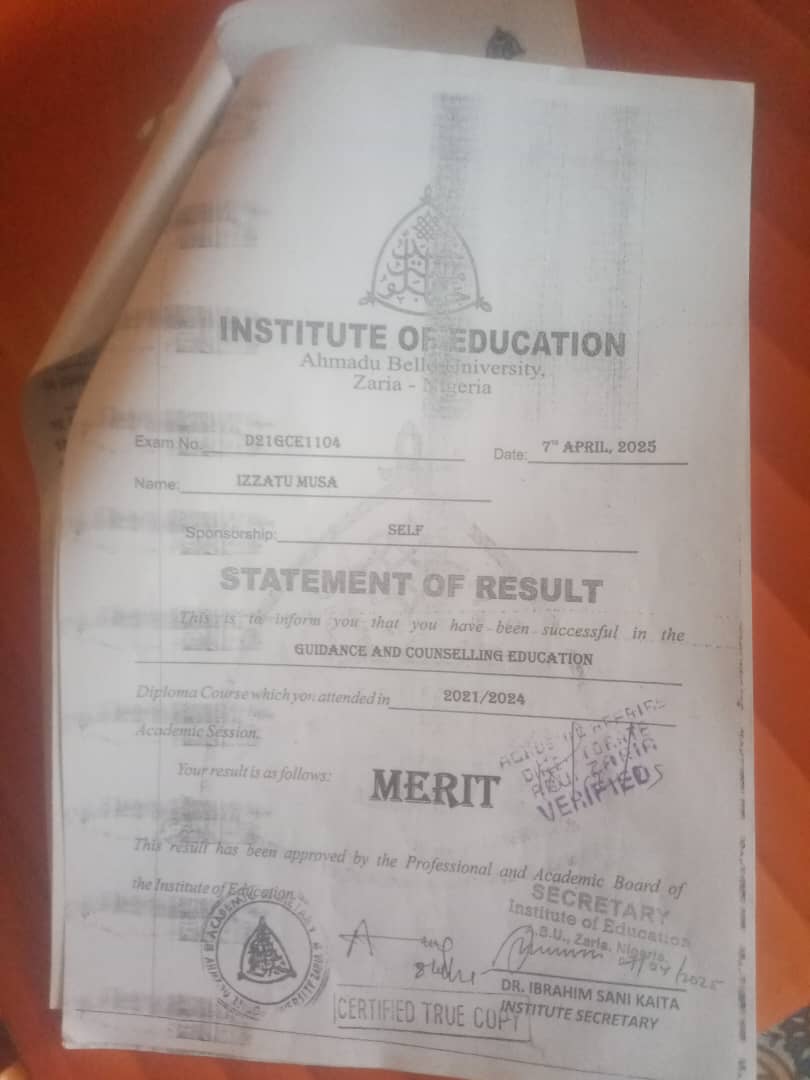 INSTITUTE OF EDUCATION
Ahmadu Bello University,
Zaria - Nigeria
Exam No. D21GCE1104
Date: 7TH APRIL, 2025
Name: IZZATU MUSA
Sponsorship: SELF
STATEMENT OF RESULT
This is to inform you that you have been successful in the
GUIDANCE AND COUNSELLING EDUCATION
Diploma Course which you attended in 2021/2024
Academic Session.
Your result is as follows: MERIT
VERIFIED
This result has been approved by the Professional and Academic Board of
the Institute of Education.
SECRETARY
Institute of Education
A.B.U., Zaria, Nigeria.
07/04/2025
DR. IBRAHIM SANI KAITA
INSTITUTE SECRETARY
CERTIFIED TRUE COPY